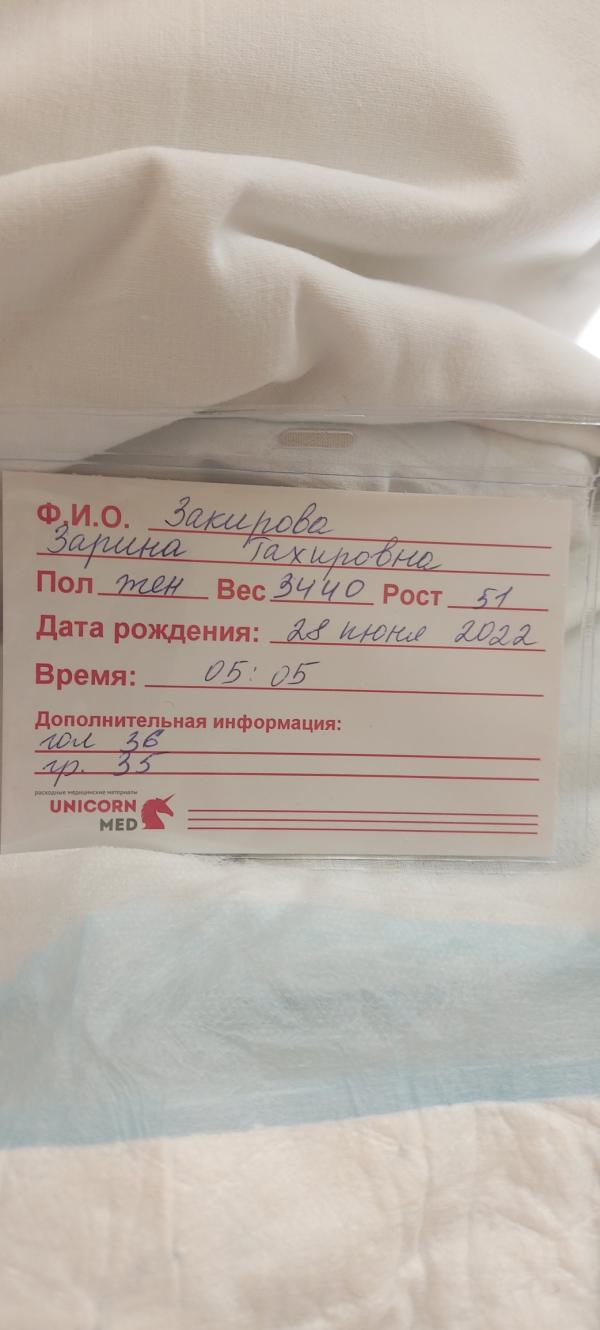 Ф.И.О. Закирова
Зарина Тахировна
Пол жен Вес 3440 Рост 51
Дата рождения: 28 июня 2022
Время: 05:05
Дополнительная информация:
гол 36
гр. 35
расходные медицинские материалы
UNICORN
MED